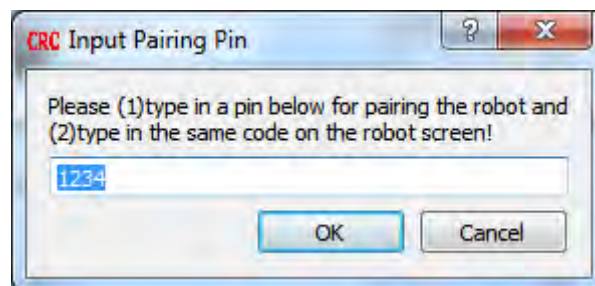 CRC Input Pairing Pin
Please (1)type in a pin below for pairing the robot and
(2)type in the same code on the robot screen!
1234
OK Cancel